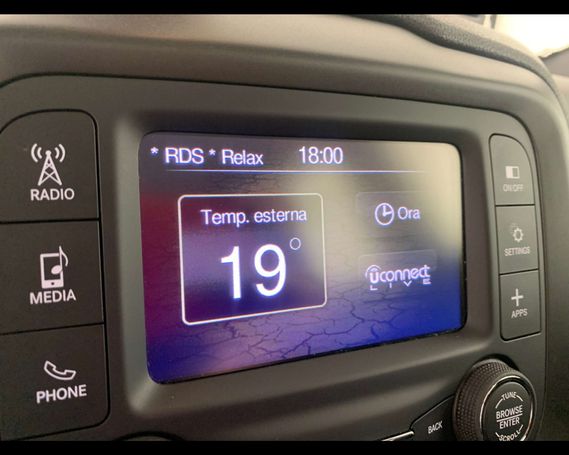 * RDS * Relax 18:00
RADIO
Temp. esterna
19°
Ora
uconnect
LIVE
MEDIA
PHONE
ON/OFF
SETTINGS
APPS
BACK
TUNE
BROWSE
ENTER
SCROLL